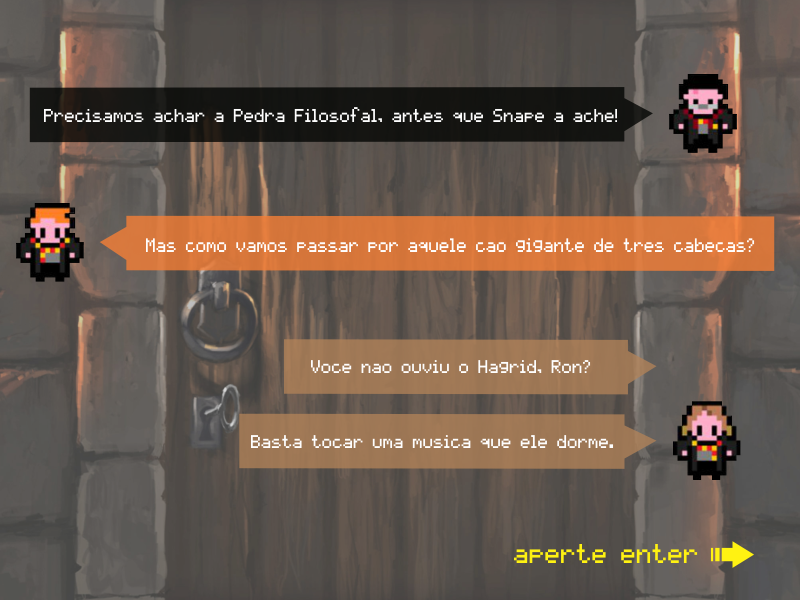 Precisamos achar a Pedra Filosofal, antes que Snape a ache!
Mas como vamos passar por aquele cao gigante de tres cabecas?
Voce nao ouviu o Hagrid, Ron?
Basta tocar uma musica que ele dorme.
aperte enter